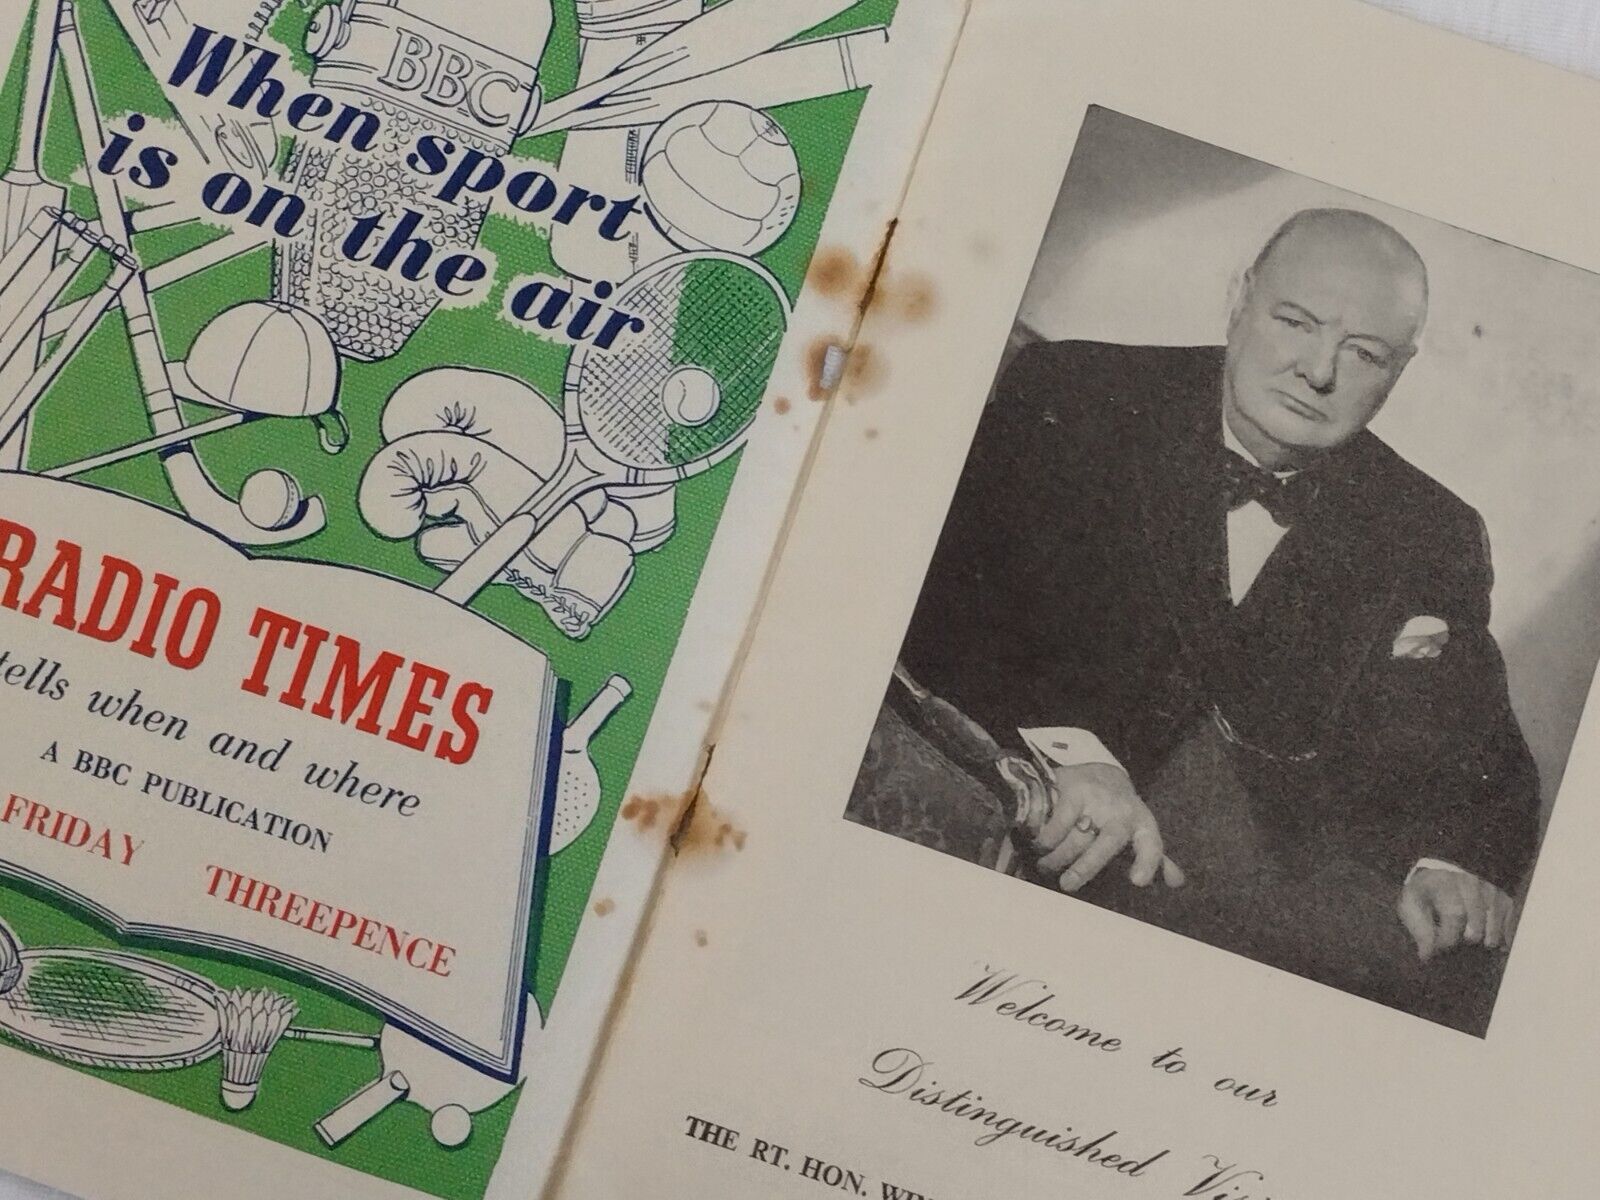 BBC
When sport
is on the air
RADIO TIMES
tells when and where
A BBC PUBLICATION
FRIDAY THREEPENCE
Welcome to our
Distinguished
THE RT. HON.